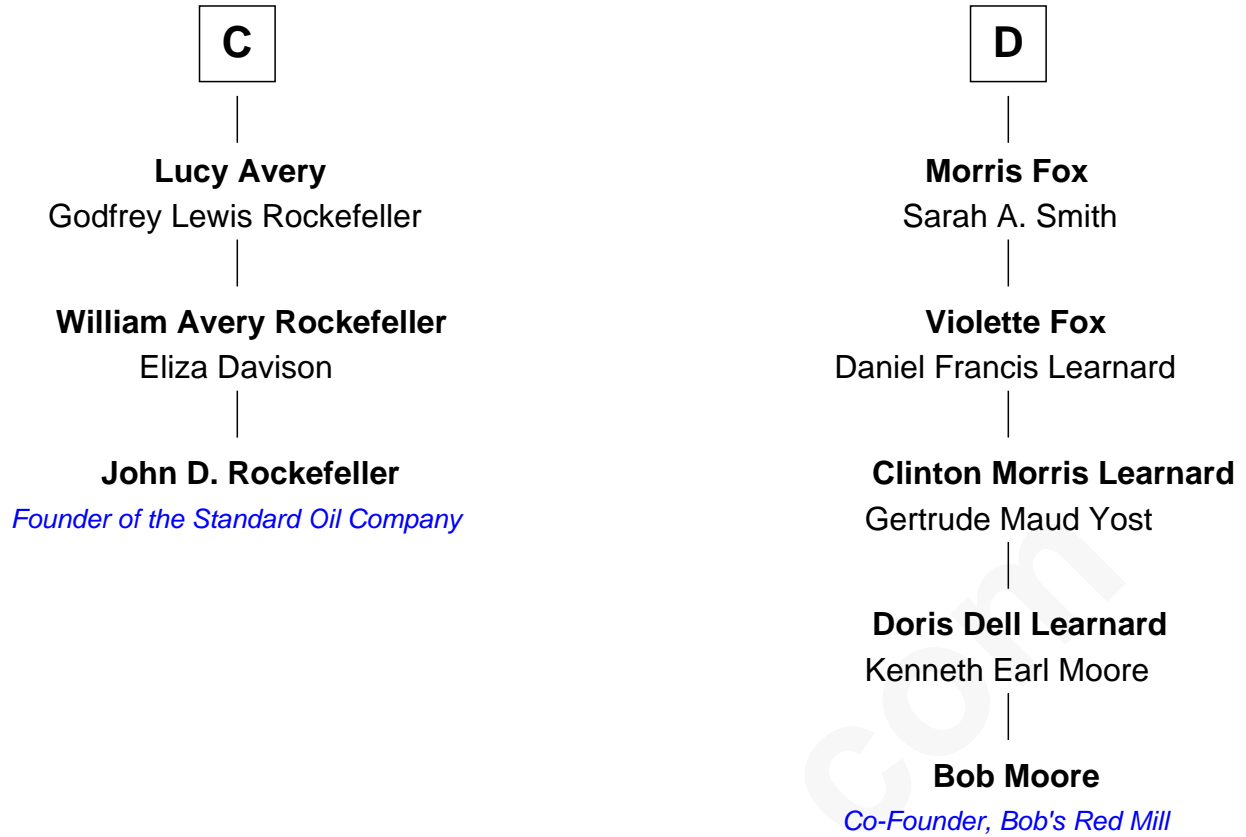 C
Lucy Avery
Godfrey Lewis Rockefeller
William Avery Rockefeller
Eliza Davison
John D. Rockefeller
Founder of the Standard Oil Company
D
Morris Fox
Sarah A. Smith
Violette Fox
Daniel Francis Learnard
Clinton Morris Learnard
Gertrude Maud Yost
Doris Dell Learnard
Kenneth Earl Moore
Bob Moore
Co-Founder, Bob's Red Mill
com